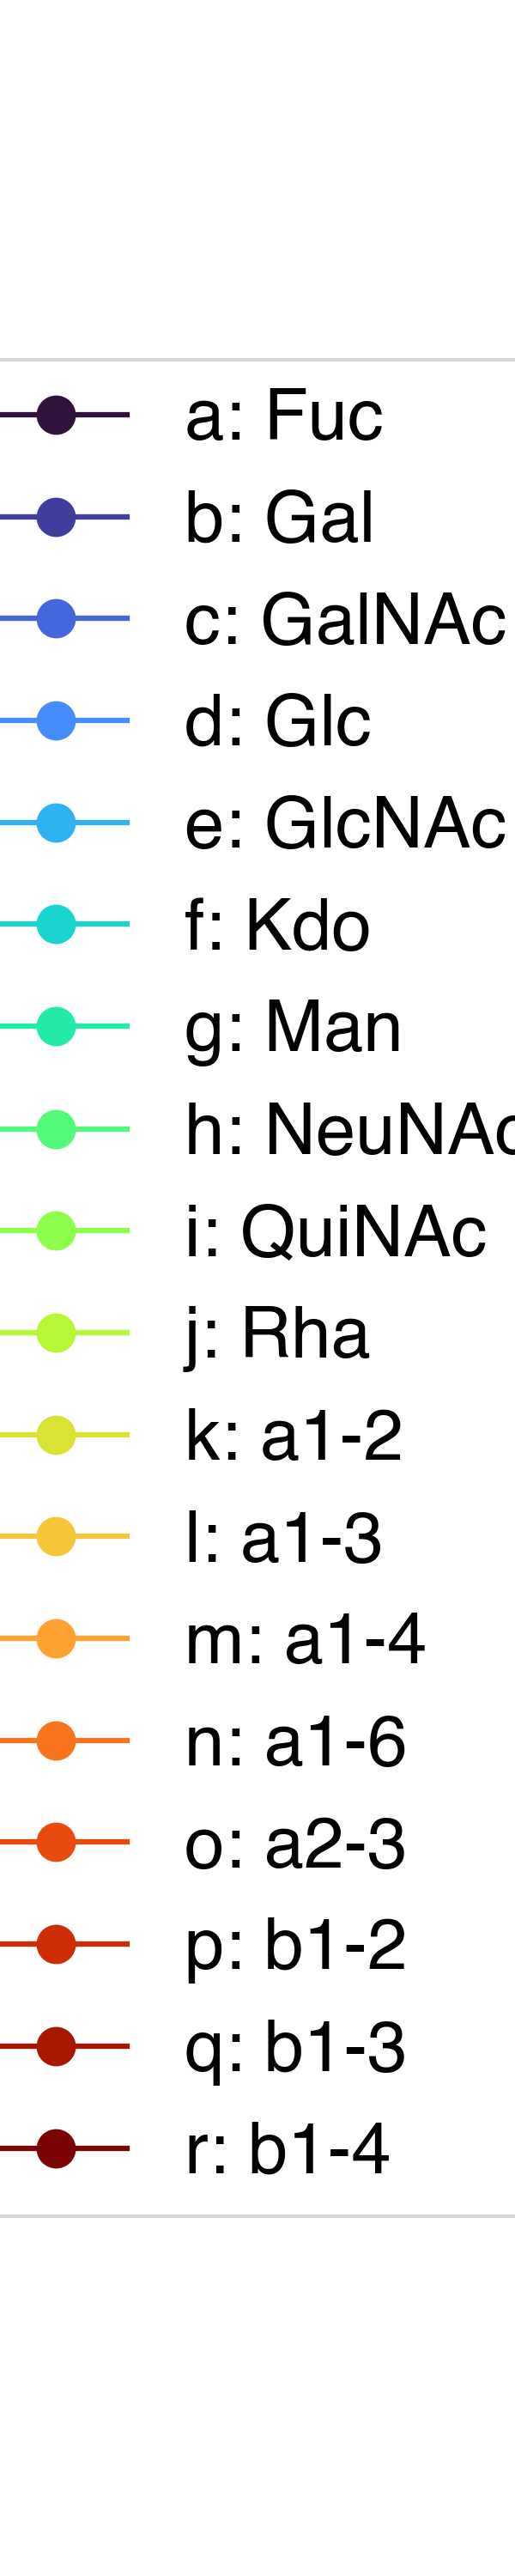 a: Fuc
b: Gal
c: GalNAc
d: Glc
e: GlcNAc
f: Kdo
g: Man
h: NeuNAc
i: QuiNAc
j: Rha
k: a1-2
l: a1-3
m: a1-4
n: a1-6
o: a2-3
p: b1-2
q: b1-3
r: b1-4